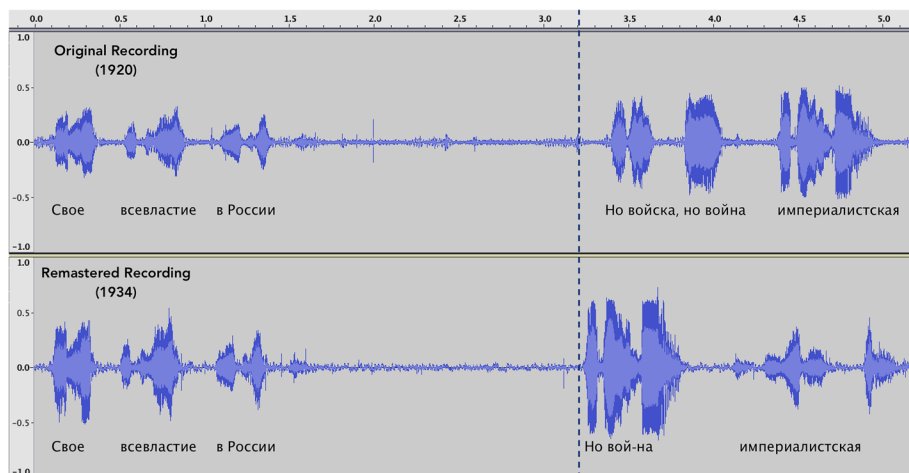 0.0 0.5 1.0 1.5 2.0 2.5 3.0 3.5 4.0 4.5 5.0
1.0
Original Recording
(1920)
0.5
0.0
-0.5
Свое всевластие в России Но войска, но война империалистская
-1.0
1.0
Remastered Recording
(1934)
0.5
0.0
-0.5
Свое всевластие в России Но вой-на империалистская
-1.0